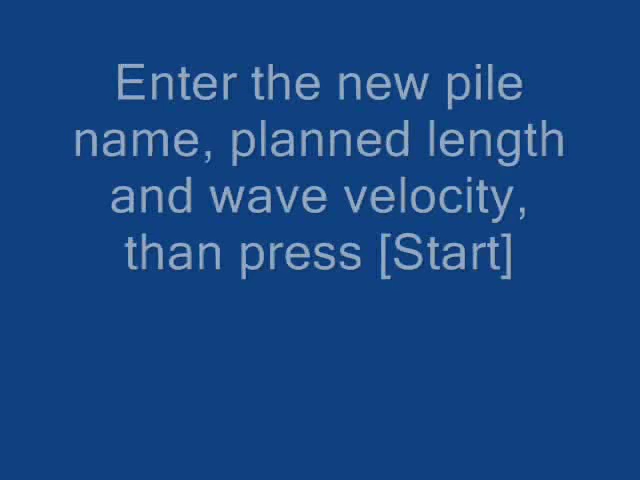 Enter the new pile
name, planned length
and wave velocity,
than press [Start]